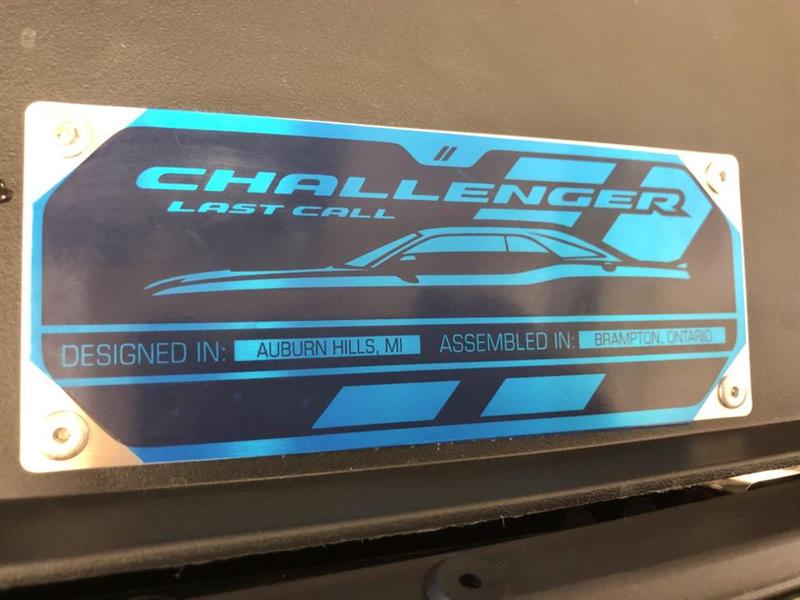 CHALLENGER
LAST CALL
DESIGNED IN: AUBURN HILLS, MI ASSEMBLED IN: BRAMPTON, ONTARIO